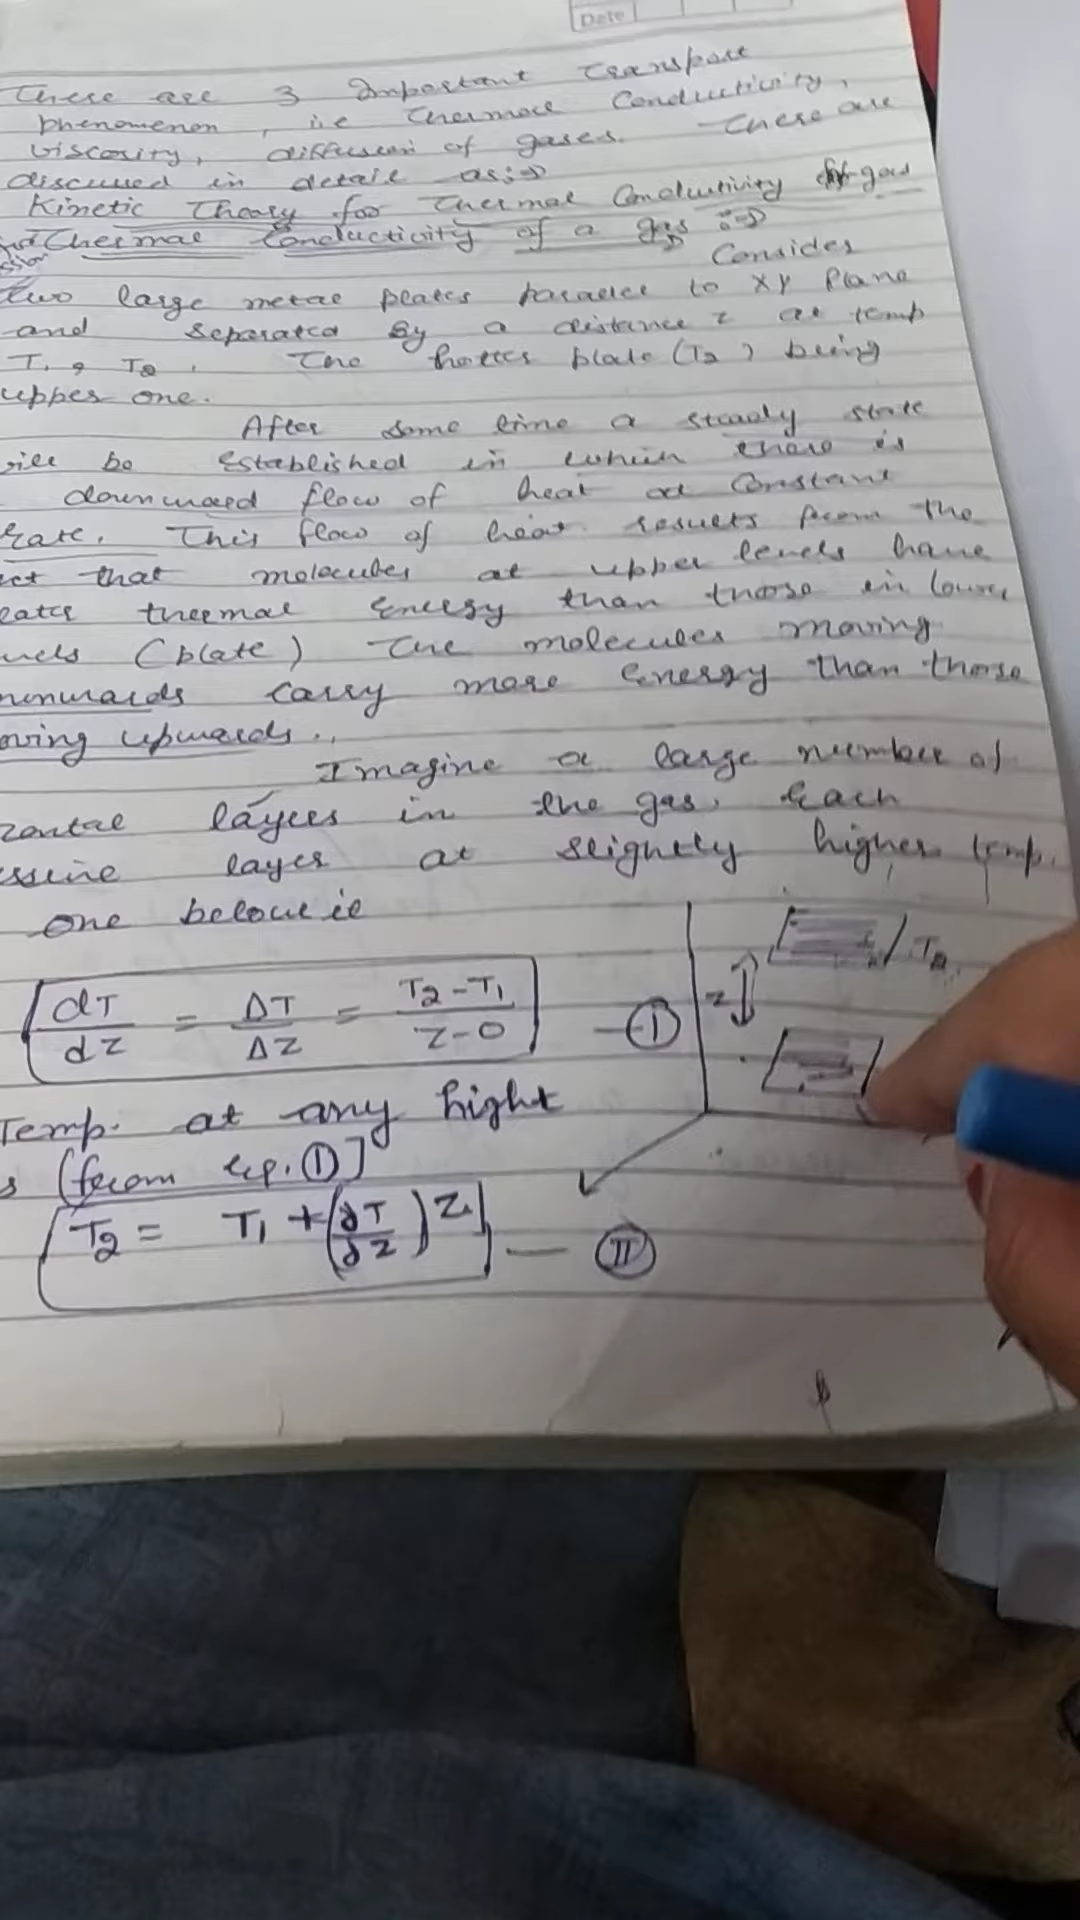 Date
There are 3 Important Transport
phenomenon, i.e Thermal Conductivity,
viscosity, diffusion of gases. These are
discussed in detail as :⇒
Kinetic Theory for Thermal Conductivity of gas
Thermal Conductivity of a gas :⇒
Consider
two large metal plates parallel to XY Plane
and separated by a distance z at temp
T1, T2. The hotter plate (T2) being
upper one.
After some time a steady state
will be established in which there is
downward flow of heat at constant
rate. This flow of heat results from the
that molecules at upper levels have
thermal energy than those in lower
(plate) The molecules moving
carry more energy than those
upwards.
Imagine a large number of
layers in the gas. Each
layer at slightly higher temp.
one below ie
dT/dZ = ΔT/ΔZ = T2-T1/Z-0 — I
T2
z
Temp. at any hight
s [from eq. I]
T2 = T1 + (∂T/∂Z) Z — II